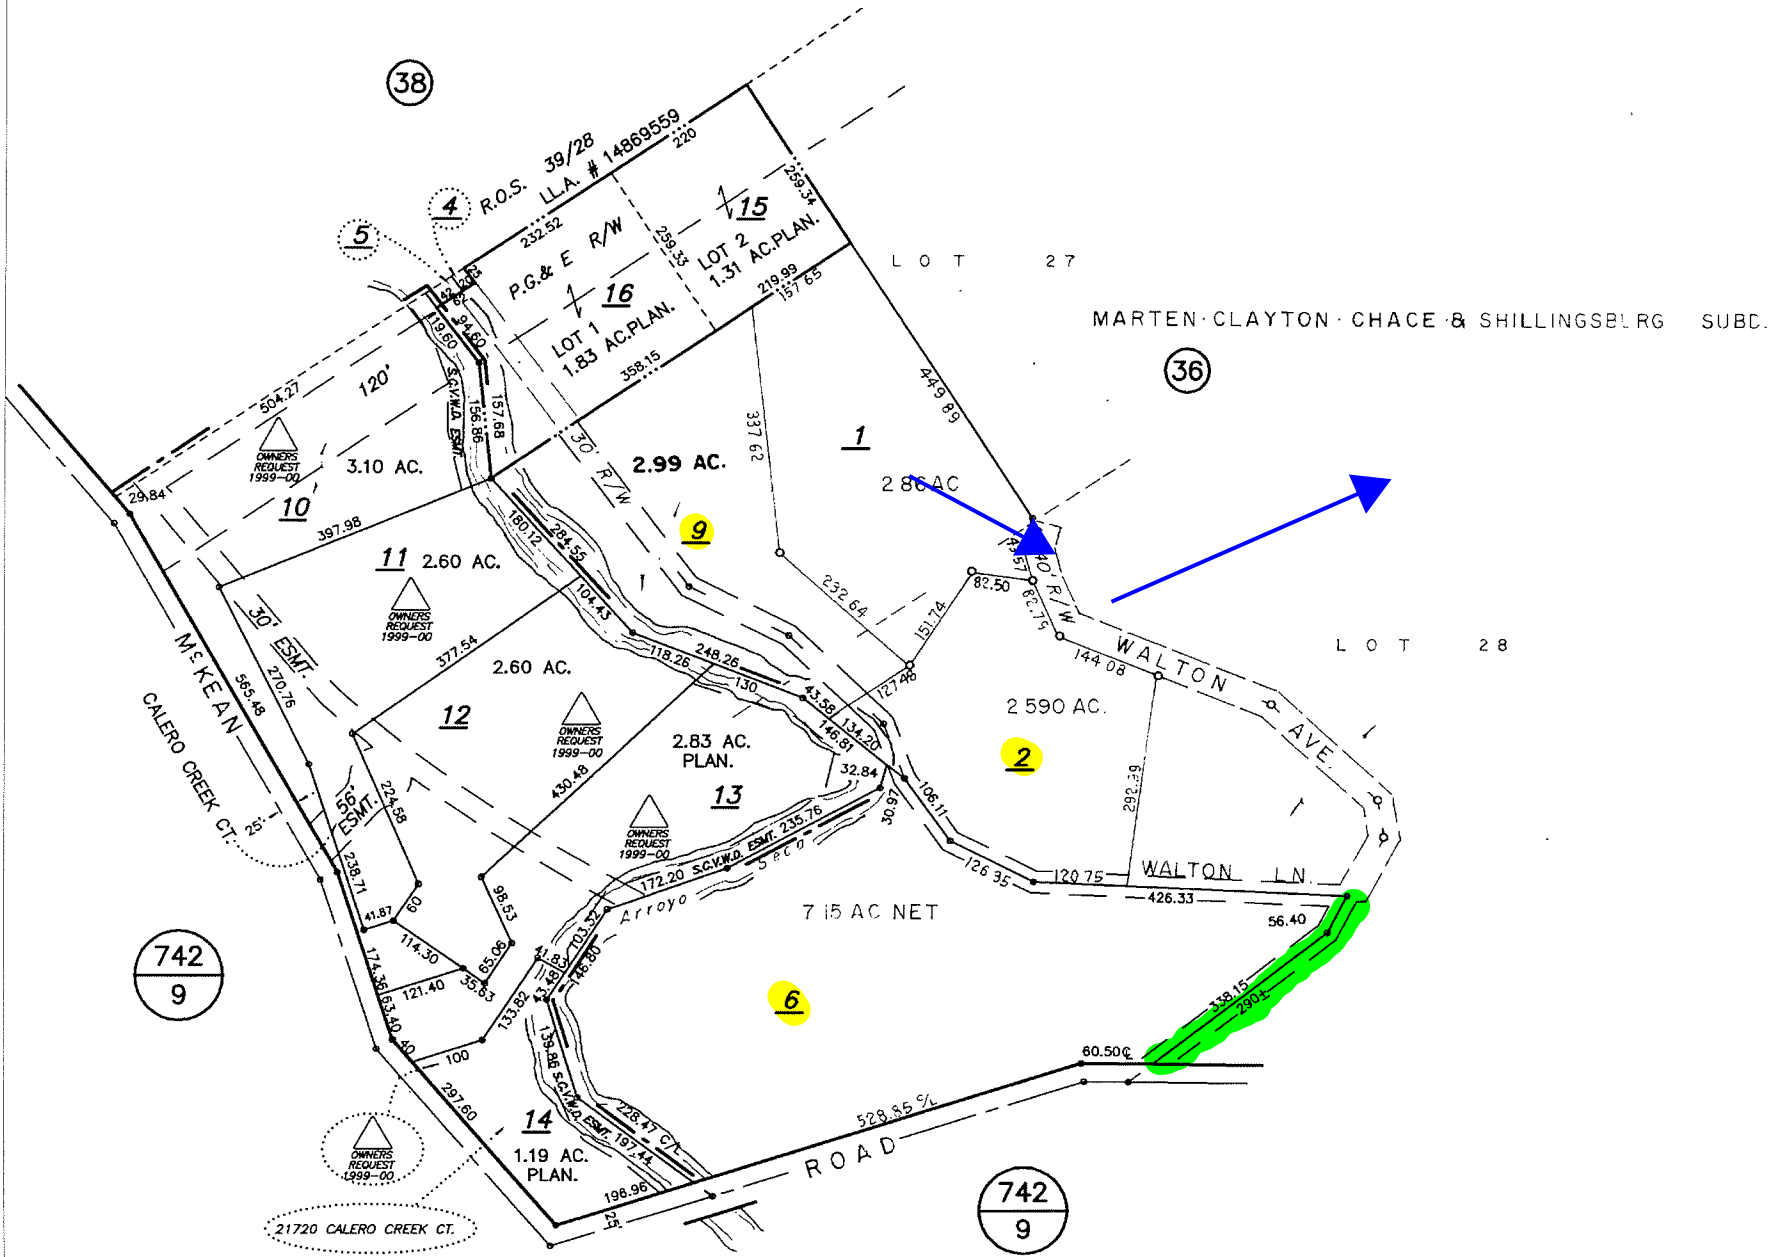 38
R.O.S. 39/28
LL.A. # 14869559
220
4
5
232.52
P.G.& E R/W
259.33
259.34
15
LOT 2
1.31 AC.PLAN.
16
LOT 1
1.83 AC.PLAN.
219.99
157 65
358.15
LOT 27
MARTEN·CLAYTON·CHACE & SHILLINGSBURG SUBD.
36
119.60
94.60
S.C.V.W.D. ESMT.
156.86
157.68
120'
504.27
OWNERS
REQUEST
1999-00
3.10 AC.
10
29.84
397.98
30' R/W
2.99 AC.
337 62
1
2 86 AC
449 89
9
180.12
284.55
11 2.60 AC.
OWNERS
REQUEST
1999-00
104.43
232 64
151.74
82.50
40' R/W
82.79
144 08
WALTON AVE.
LOT 28
30' ESMT.
McKEAN
565.48
270.76
377.54
2.60 AC.
118.26
248.26
130
43.58
127.48
134.20
146.81
2 590 AC.
2
292.99
12
OWNERS
REQUEST
1999-00
2.83 AC.
PLAN.
32.84
13
CALERO CREEK CT.
25'
56' ESMT.
224.58
430.48
OWNERS
REQUEST
1999-00
30.97
106.11
126 35
120 75
WALTON LN.
426.33
56.40
238.71
41.87
60
98.53
172.20 S.C.V.W.D. ESMT. 235.76
Arroyo Seco
7 15 AC NET
114.30
65.06
35.63
121.40
103.32
41.83
146.80
43.48
742
9
174.36
63.40
40
133.82
100
6
338.15
290±
60.50 ℄
139.86 S.C.V.W.D. ESMT. 197.44
228.47 C/L
297.60
14
1.19 AC.
PLAN.
528.85 C/L
ROAD
OWNERS
REQUEST
1999-00
198.96
25'
21720 CALERO CREEK CT.
742
9